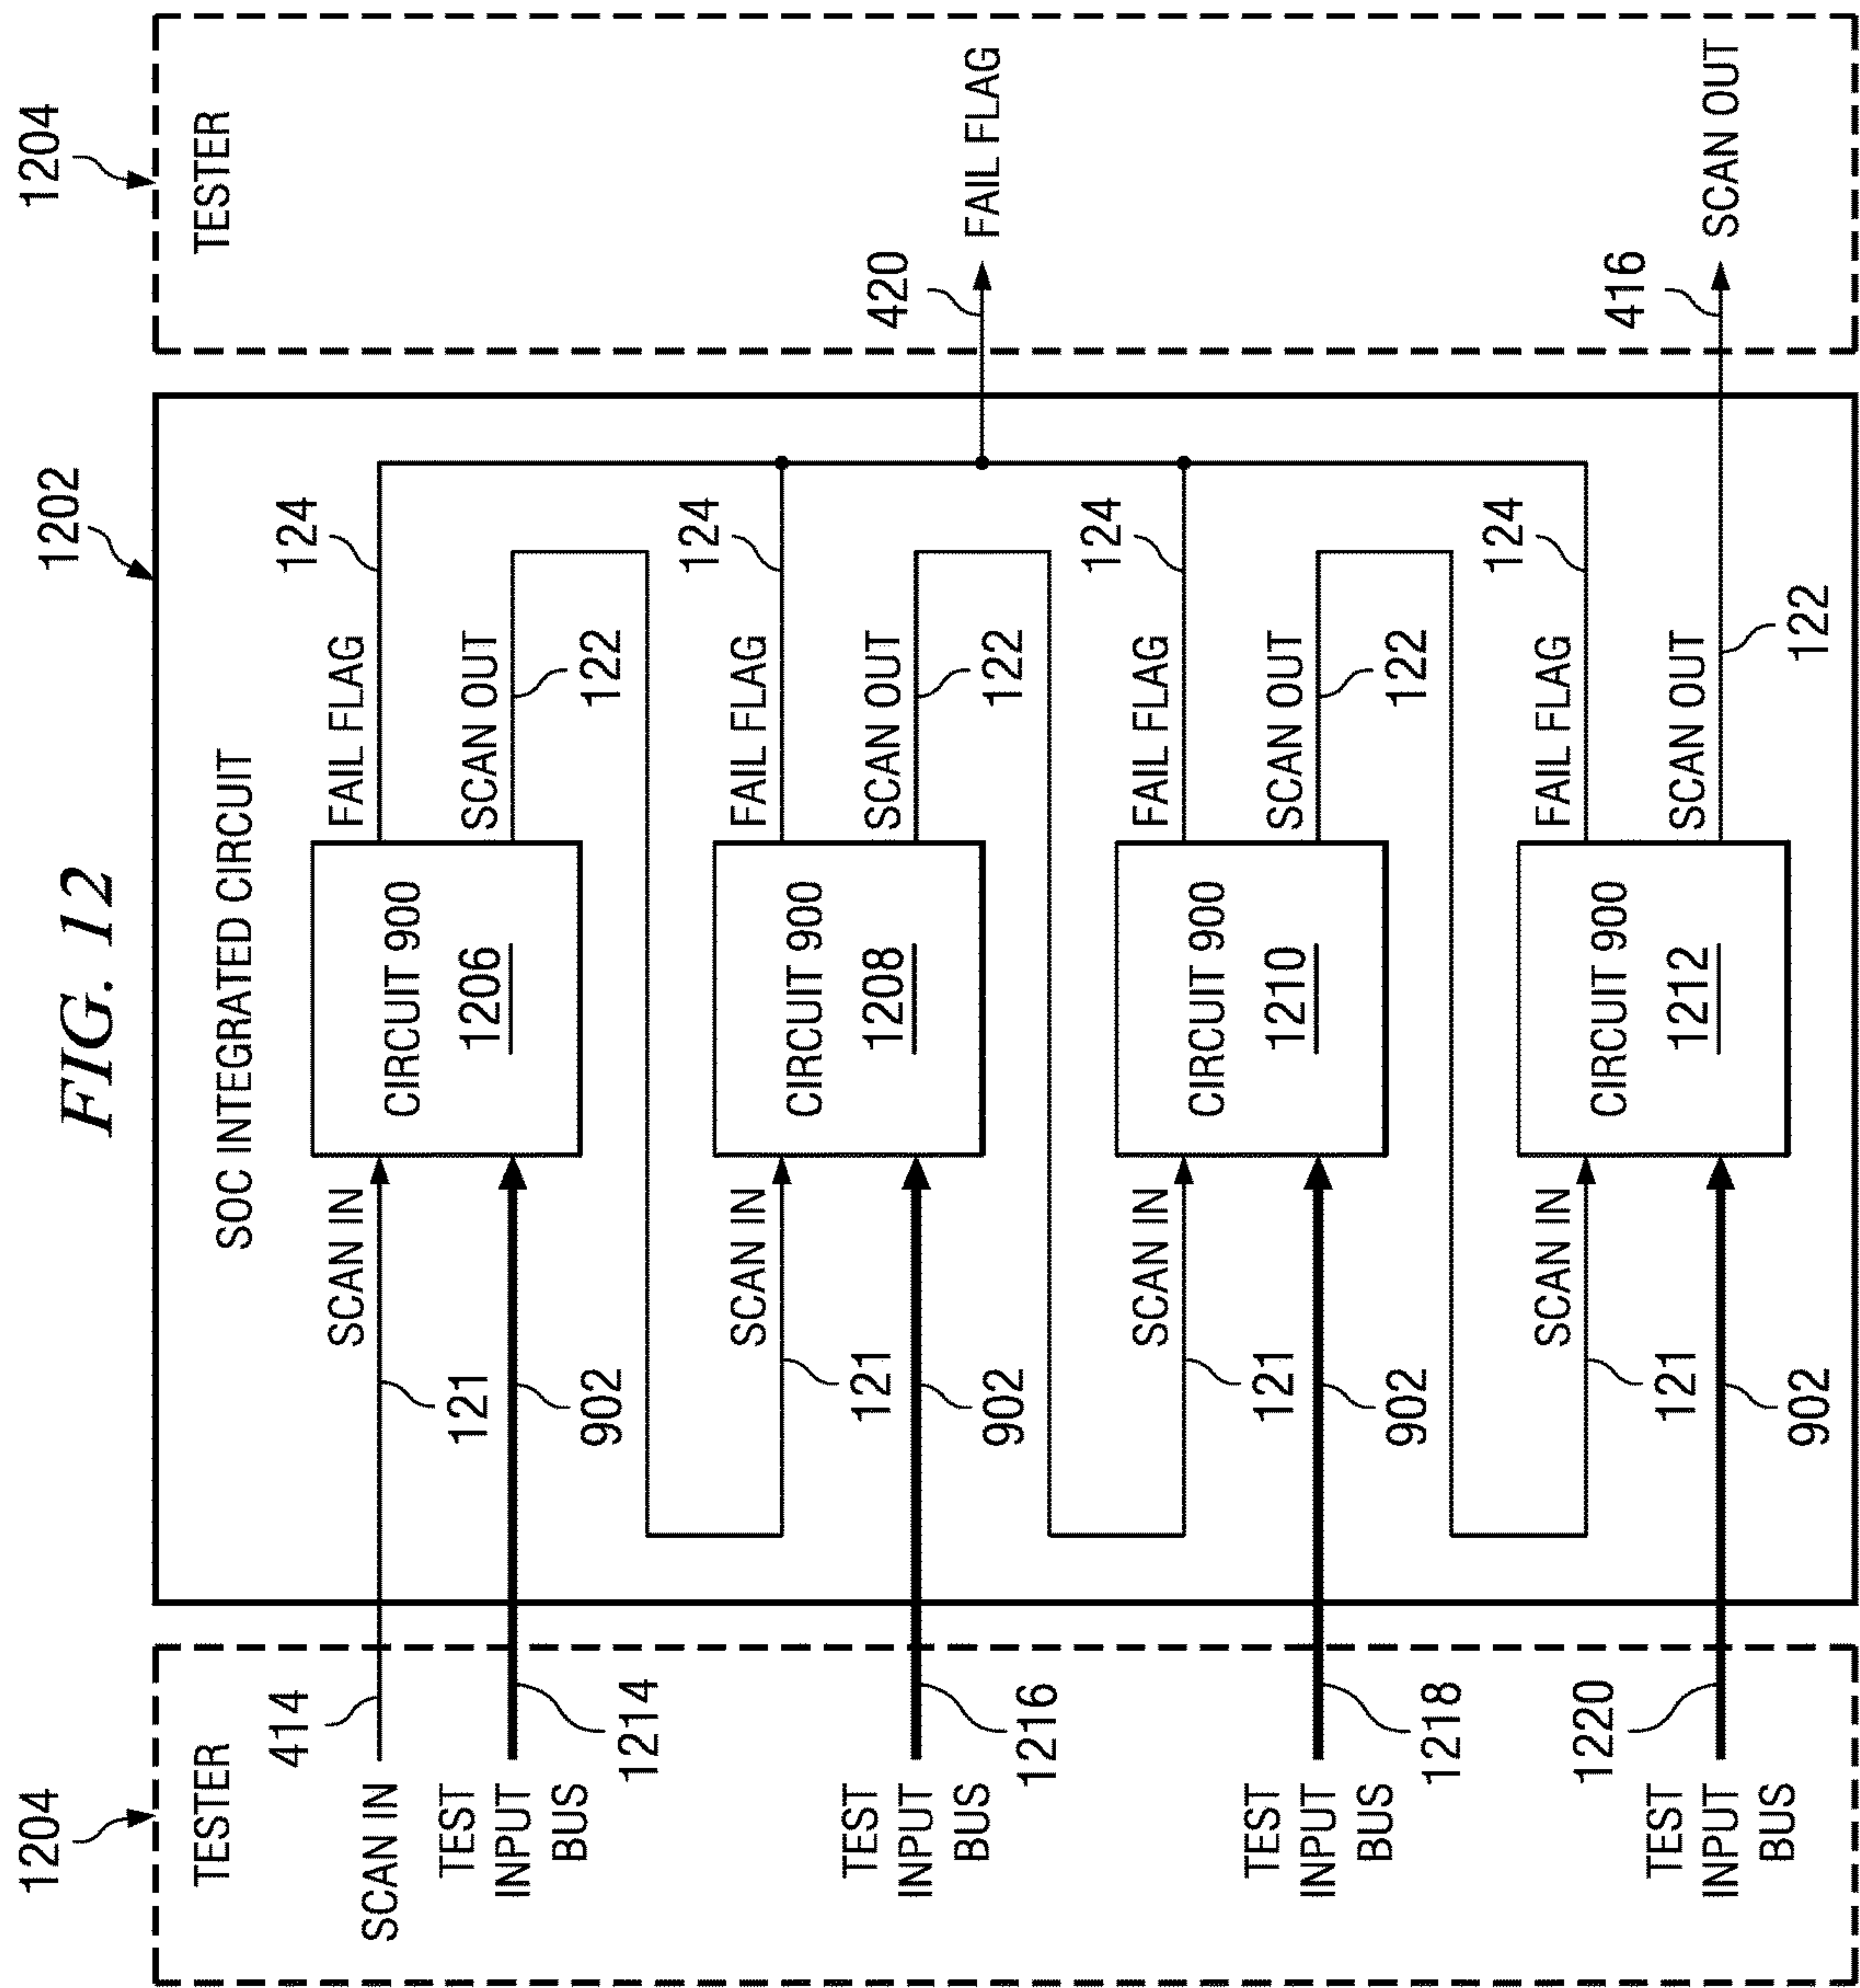 FIG. 12
1204
1202
1204
TESTER
SOC INTEGRATED CIRCUIT
TESTER
414
SCAN IN
121
SCAN IN
CIRCUIT 900
1206
FAIL FLAG
124
TEST
INPUT
BUS
1214
902
SCAN OUT
122
121
SCAN IN
CIRCUIT 900
1208
FAIL FLAG
124
TEST
INPUT
BUS
1216
902
SCAN OUT
122
420
FAIL FLAG
121
SCAN IN
CIRCUIT 900
1210
FAIL FLAG
124
TEST
INPUT
BUS
1218
902
SCAN OUT
122
121
SCAN IN
CIRCUIT 900
1212
FAIL FLAG
124
TEST
INPUT
BUS
1220
902
SCAN OUT
122
416
SCAN OUT